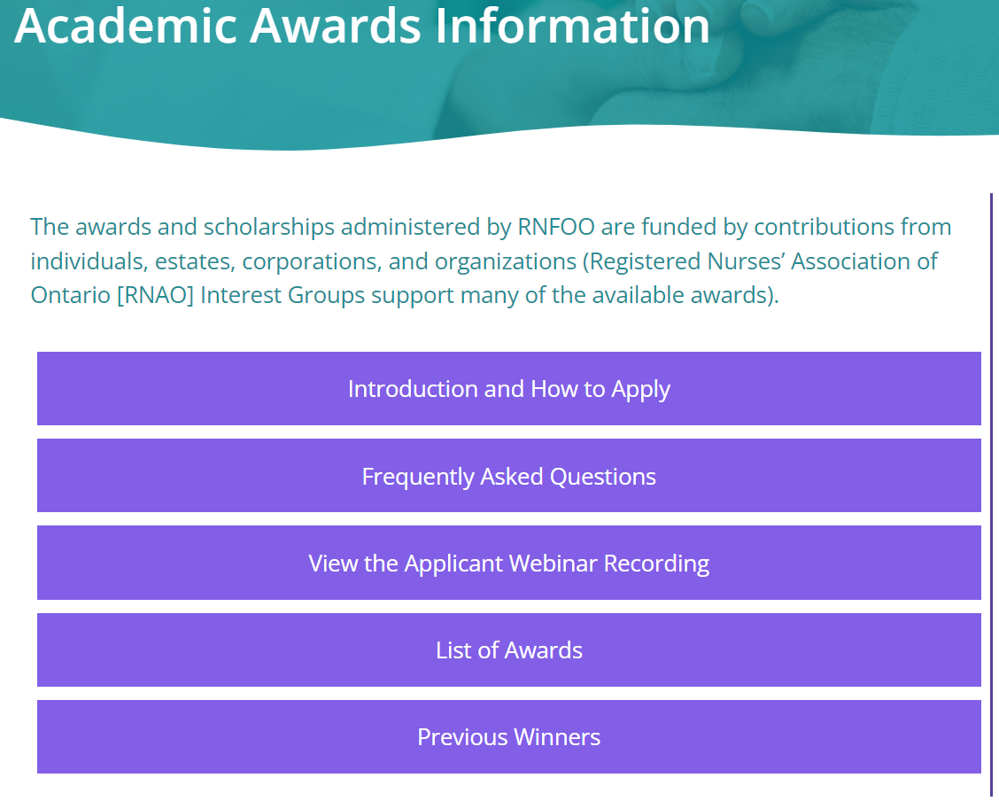 Academic Awards Information
The awards and scholarships administered by RNFOO are funded by contributions from
individuals, estates, corporations, and organizations (Registered Nurses’ Association of
Ontario [RNAO] Interest Groups support many of the available awards).
Introduction and How to Apply
Frequently Asked Questions
View the Applicant Webinar Recording
List of Awards
Previous Winners